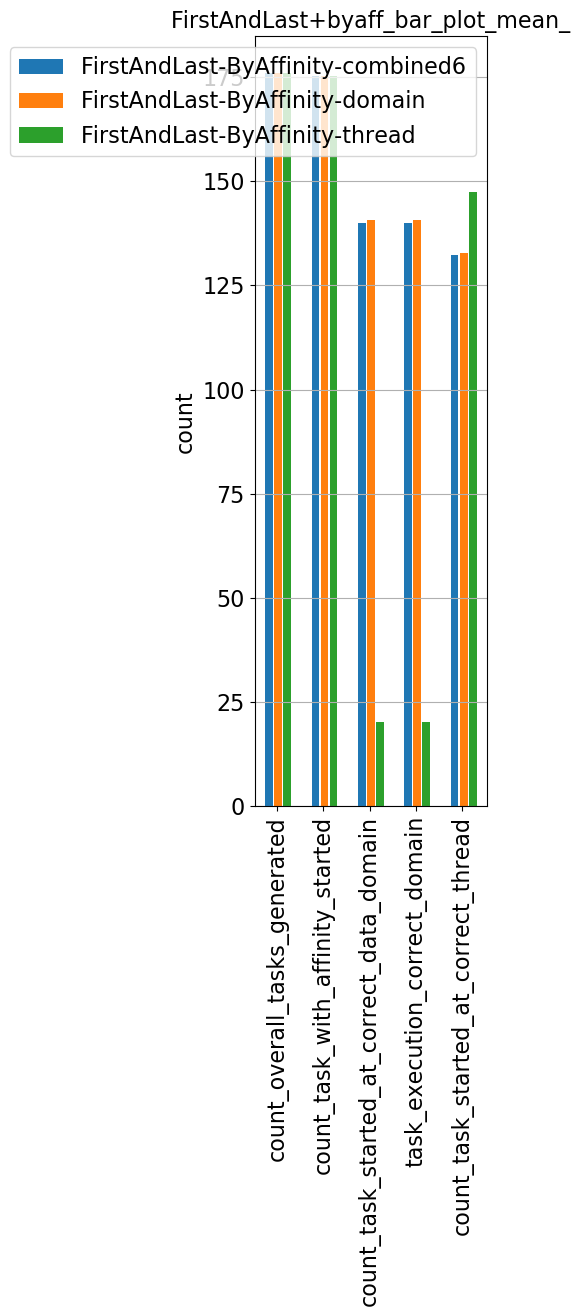 FirstAndLast+byaff_bar_plot_mean_
FirstAndLast-ByAffinity-combined6
FirstAndLast-ByAffinity-domain
FirstAndLast-ByAffinity-thread
175
150
125
100
75
50
25
0
count
count_overall_tasks_generated
count_task_with_affinity_started
count_task_started_at_correct_data_domain
task_execution_correct_domain
count_task_started_at_correct_thread